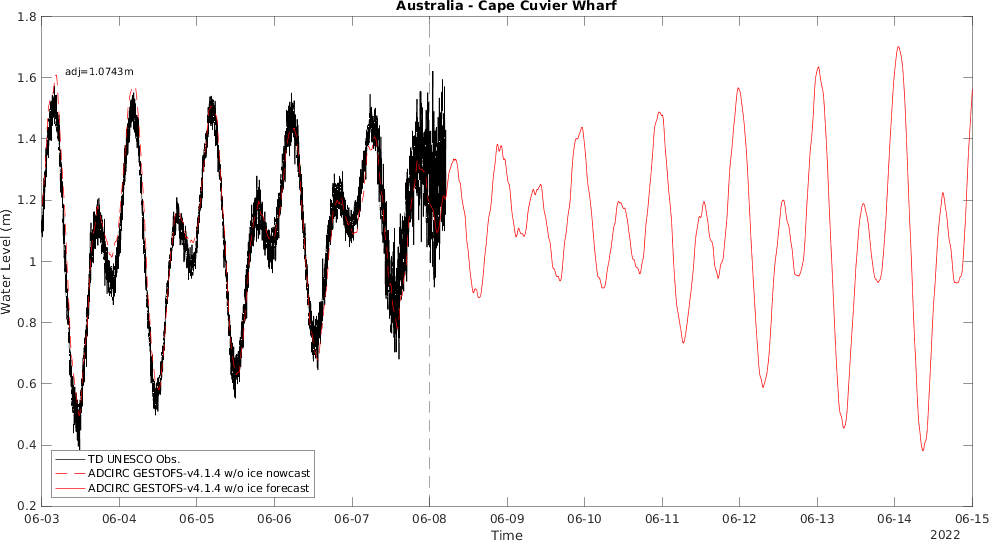 Australia - Cape Cuvier Wharf
1.8
1.6
1.4
1.2
1
0.8
0.6
0.4
0.2
Water Level (m)
adj=1.0743m
TD UNESCO Obs.
ADCIRC GESTOFS-v4.1.4 w/o ice nowcast
ADCIRC GESTOFS-v4.1.4 w/o ice forecast
06-03 06-04 06-05 06-06 06-07 06-08 06-09 06-10 06-11 06-12 06-13 06-14 06-15
Time
2022